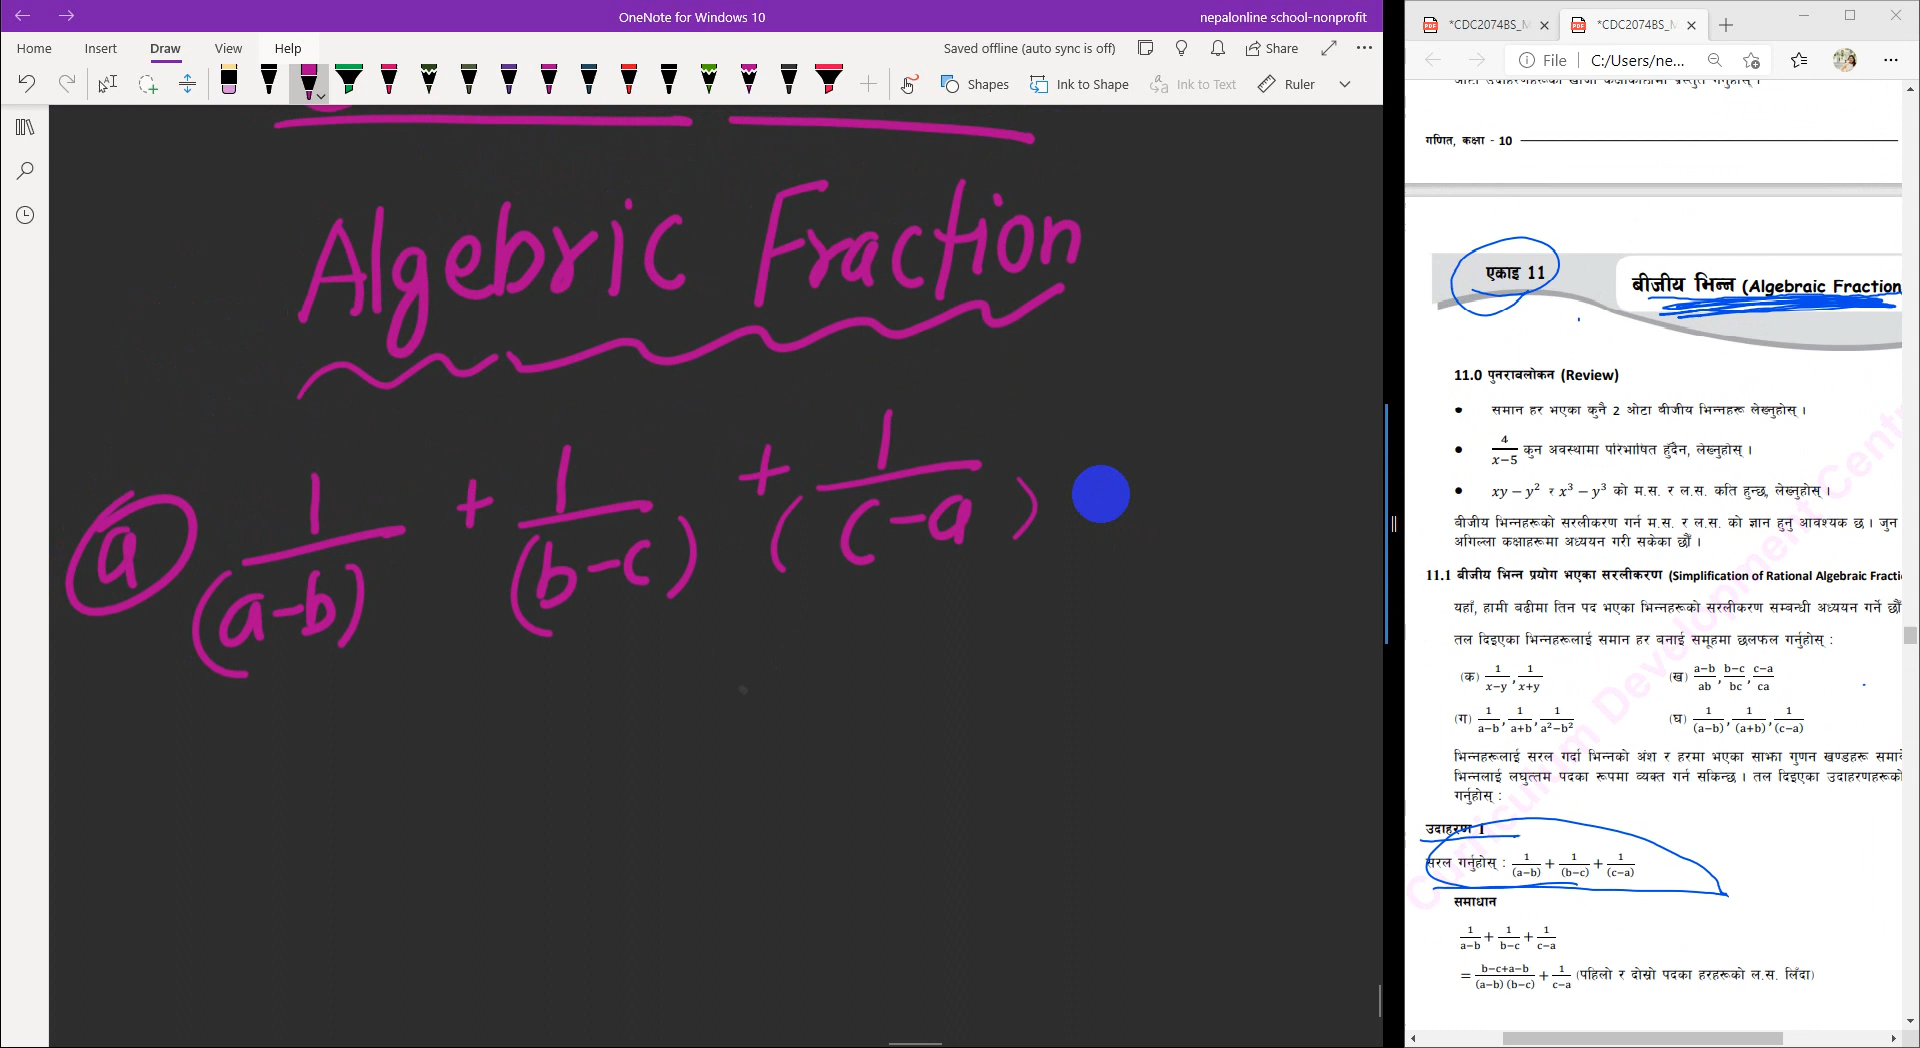 OneNote for Windows 10
nepalonline school-nonprofit
Home Insert Draw View Help
Saved offline (auto sync is off) Share
Shapes Ink to Shape Ink to Text Ruler
Algebric Fraction
a 1/(a-b) + 1/(b-c) + 1/(c-a)
*CDC2074BS_M *CDC2074BS_M
File C:/Users/ne...
गणित, कक्षा - 10
एकाइ 11
बीजीय भिन्न (Algebraic Fraction
11.0 पुनरावलोकन (Review)
• समान हर भएका कुनै 2 ओटा बीजीय भिन्नहरू लेख्नुहोस् ।
• 4/(x−5) कुन अवस्थामा परिभाषित हुँदैन, लेख्नुहोस् ।
• xy − y² र x³ − y³ को म.स. र ल.स. कति हुन्छ, लेख्नुहोस् ।
बीजीय भिन्नहरूको सरलीकरण गर्न म.स. र ल.स. को ज्ञान हुनु आवश्यक छ । जुन
अगिल्ला कक्षाहरूमा अध्ययन गरी सकेका छौँ ।
11.1 बीजीय भिन्न प्रयोग भएका सरलीकरण (Simplification of Rational Algebraic Fracti
यहाँ, हामी बढीमा तिन पद भएका भिन्नहरूको सरलीकरण सम्बन्धी अध्ययन गर्ने छौँ
तल दिइएका भिन्नहरूलाई समान हर बनाई समूहमा छलफल गर्नुहोस् :
(क) 1/(x−y), 1/(x+y) (ख) (a−b)/ab, (b−c)/bc, (c−a)/ca
(ग) 1/(a−b), 1/(a+b), 1/(a²−b²) (घ) 1/(a−b), 1/(a+b), 1/(c−a)
भिन्नहरूलाई सरल गर्दा भिन्नको अंश र हरमा भएका साझा गुणन खण्डहरू
भिन्नलाई लघुत्तम पदका रूपमा व्यक्त गर्न सकिन्छ । तल दिइएका उदाहरणहरूको
गर्नुहोस् :
उदाहरण 1
सरल गर्नुहोस् : 1/(a−b) + 1/(b−c) + 1/(c−a)
समाधान
1/(a−b) + 1/(b−c) + 1/(c−a)
= (b−c+a−b)/((a−b)(b−c)) + 1/(c−a) (पहिलो र दोस्रो पदका हरहरूको ल.स. लिँदा)
Curriculum Development Centr